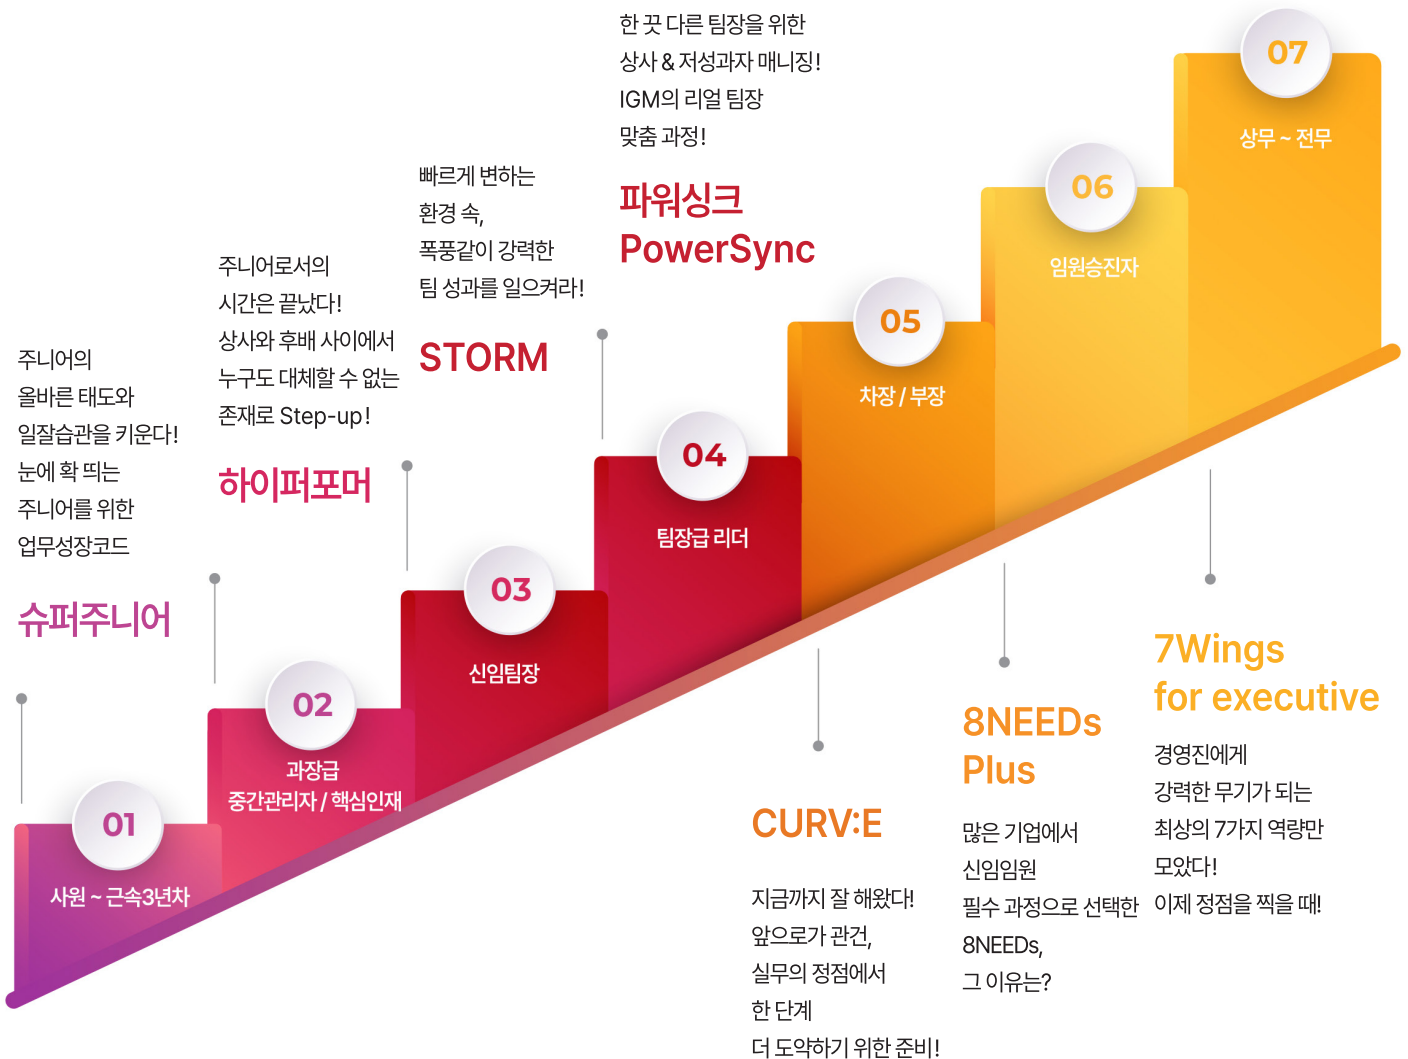 주니어의
올바른 태도와
일잘습관을 키운다!
눈에 확 띄는
주니어를 위한
업무성장코드
슈퍼주니어
01
사원 ~ 근속3년차
주니어로서의
시간은 끝났다!
상사와 후배 사이에서
누구도 대체할 수 없는
존재로 Step-up!
하이퍼포머
02
과장급
중간관리자 / 핵심인재
빠르게 변하는
환경 속,
폭풍같이 강력한
팀 성과를 일으켜라!
STORM
03
신임팀장
한 끗 다른 팀장을 위한
상사 & 저성과자 매니징!
IGM의 리얼 팀장
맞춤 과정!
파워싱크
PowerSync
04
팀장급 리더
05
차장 / 부장
CURV:E
지금까지 잘 해왔다!
앞으로가 관건,
실무의 정점에서
한 단계
더 도약하기 위한 준비!
06
임원승진자
8NEEDs
Plus
많은 기업에서
신임임원
필수 과정으로 선택한
8NEEDs,
그 이유는?
07
상무 ~ 전무
7Wings
for executive
경영진에게
강력한 무기가 되는
최상의 7가지 역량만
모았다!
이제 정점을 찍을 때!